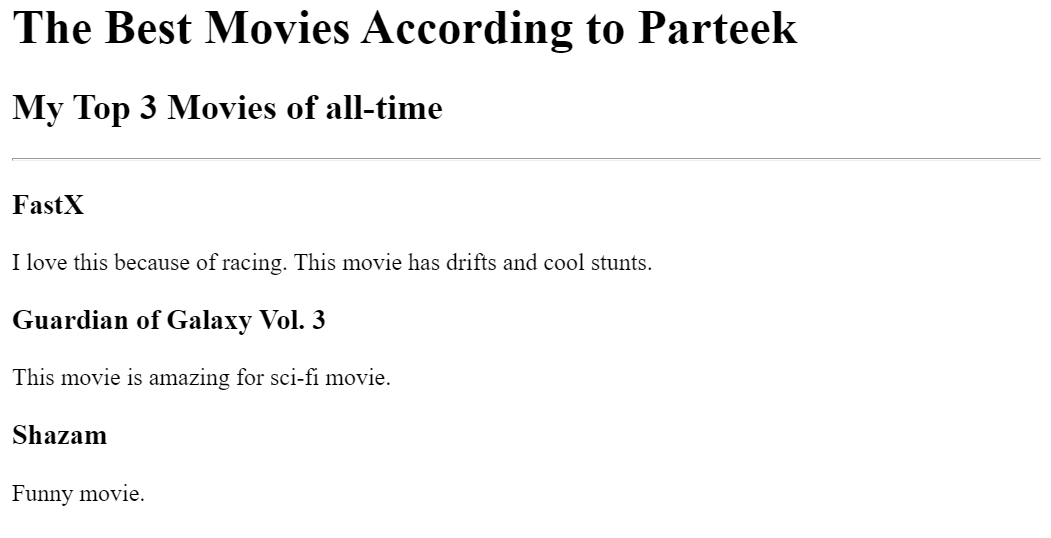 The Best Movies According to Parteek
My Top 3 Movies of all-time
FastX
I love this because of racing. This movie has drifts and cool stunts.
Guardian of Galaxy Vol. 3
This movie is amazing for sci-fi movie.
Shazam
Funny movie.